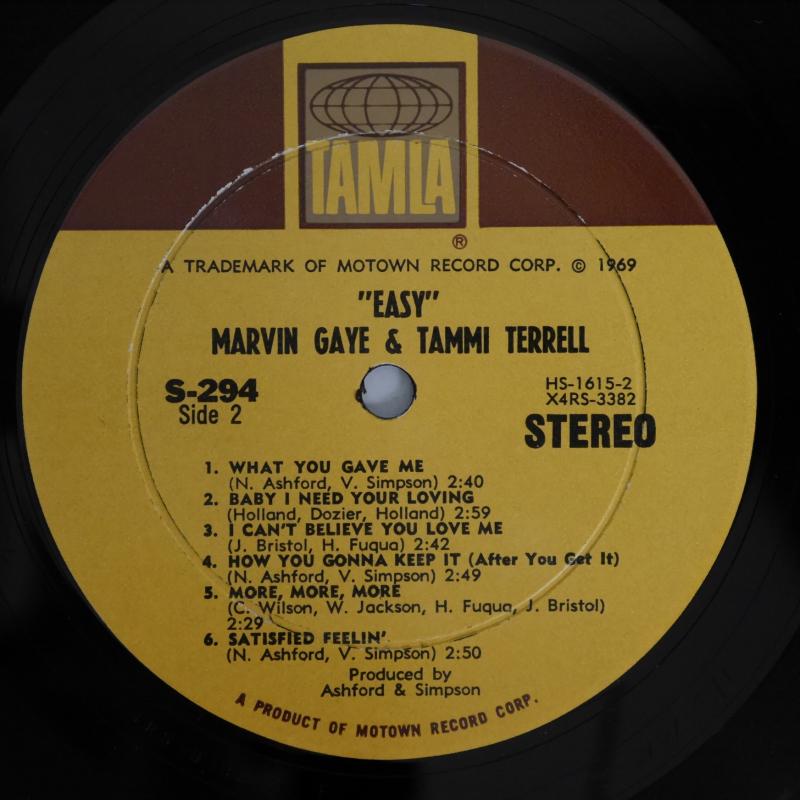 TAMLA
®
A TRADEMARK OF MOTOWN RECORD CORP. © 1969
"EASY"
MARVIN GAYE & TAMMI TERRELL
S-294
Side 2
HS-1615-2
X4RS-3382
STEREO
1. WHAT YOU GAVE ME
(N. Ashford, V. Simpson) 2:40
2. BABY I NEED YOUR LOVING
(Holland, Dozier, Holland) 2:59
3. I CAN'T BELIEVE YOU LOVE ME
(J. Bristol, H. Fuqua) 2:42
4. HOW YOU GONNA KEEP IT (After You Get It)
(N. Ashford, V. Simpson) 2:49
5. MORE, MORE, MORE
(C. Wilson, W. Jackson, H. Fuqua, J. Bristol)
2:29
6. SATISFIED FEELIN'
(N. Ashford, V. Simpson) 2:50
Produced by
Ashford & Simpson
A PRODUCT OF MOTOWN RECORD CORP.